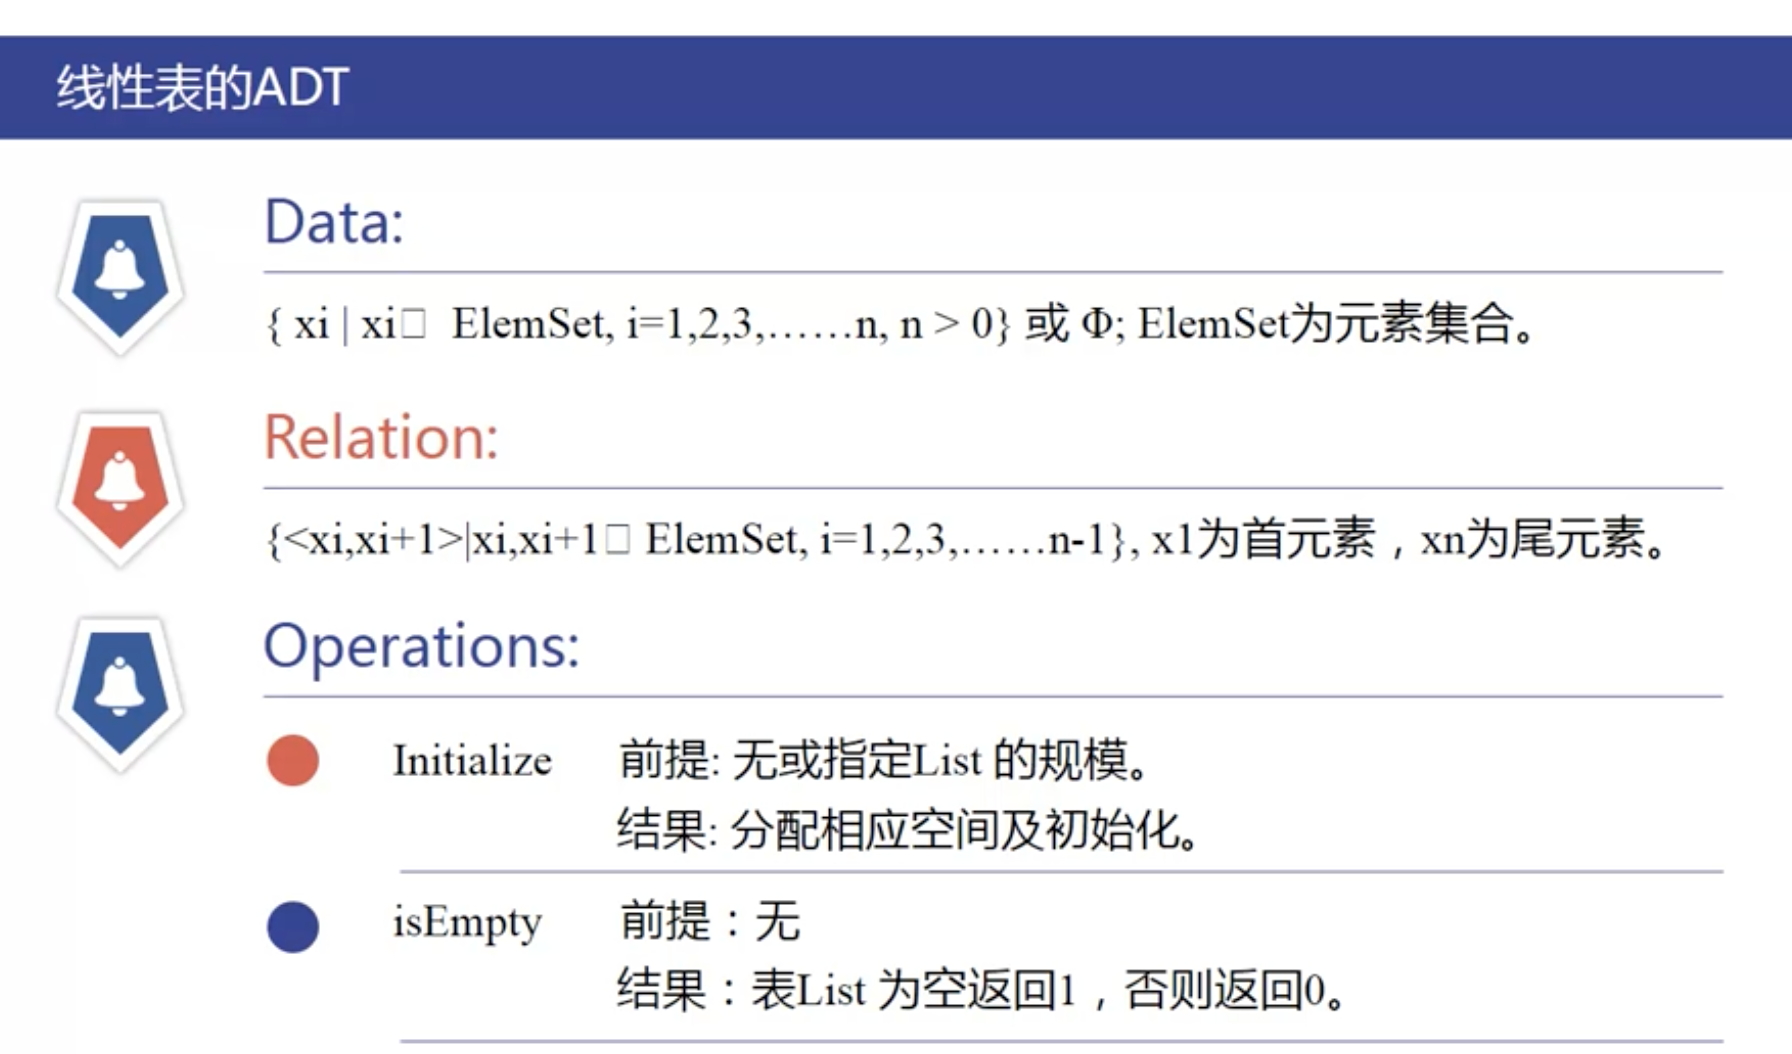 线性表的ADT
Data:
{ xi | xi□ ElemSet, i=1,2,3,……n, n > 0} 或 Φ; ElemSet为元素集合。
Relation:
{<xi,xi+1>|xi,xi+1□ ElemSet, i=1,2,3,……n-1}, x1为首元素，xn为尾元素。
Operations:
Initialize 前提: 无或指定List 的规模。
结果: 分配相应空间及初始化。
isEmpty 前提：无
结果：表List 为空返回1，否则返回0。